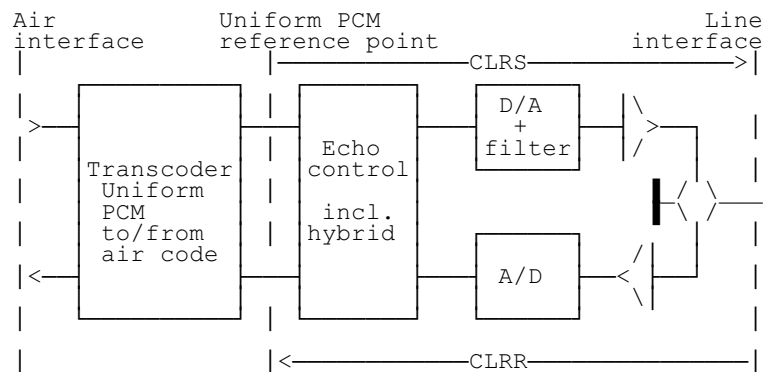 Air
interface
Uniform PCM
reference point
Line
interface
CLRS
Transcoder
Uniform
PCM
to/from
air code
Echo
control
incl.
hybrid
D/A
+
filter
A/D
CLRR